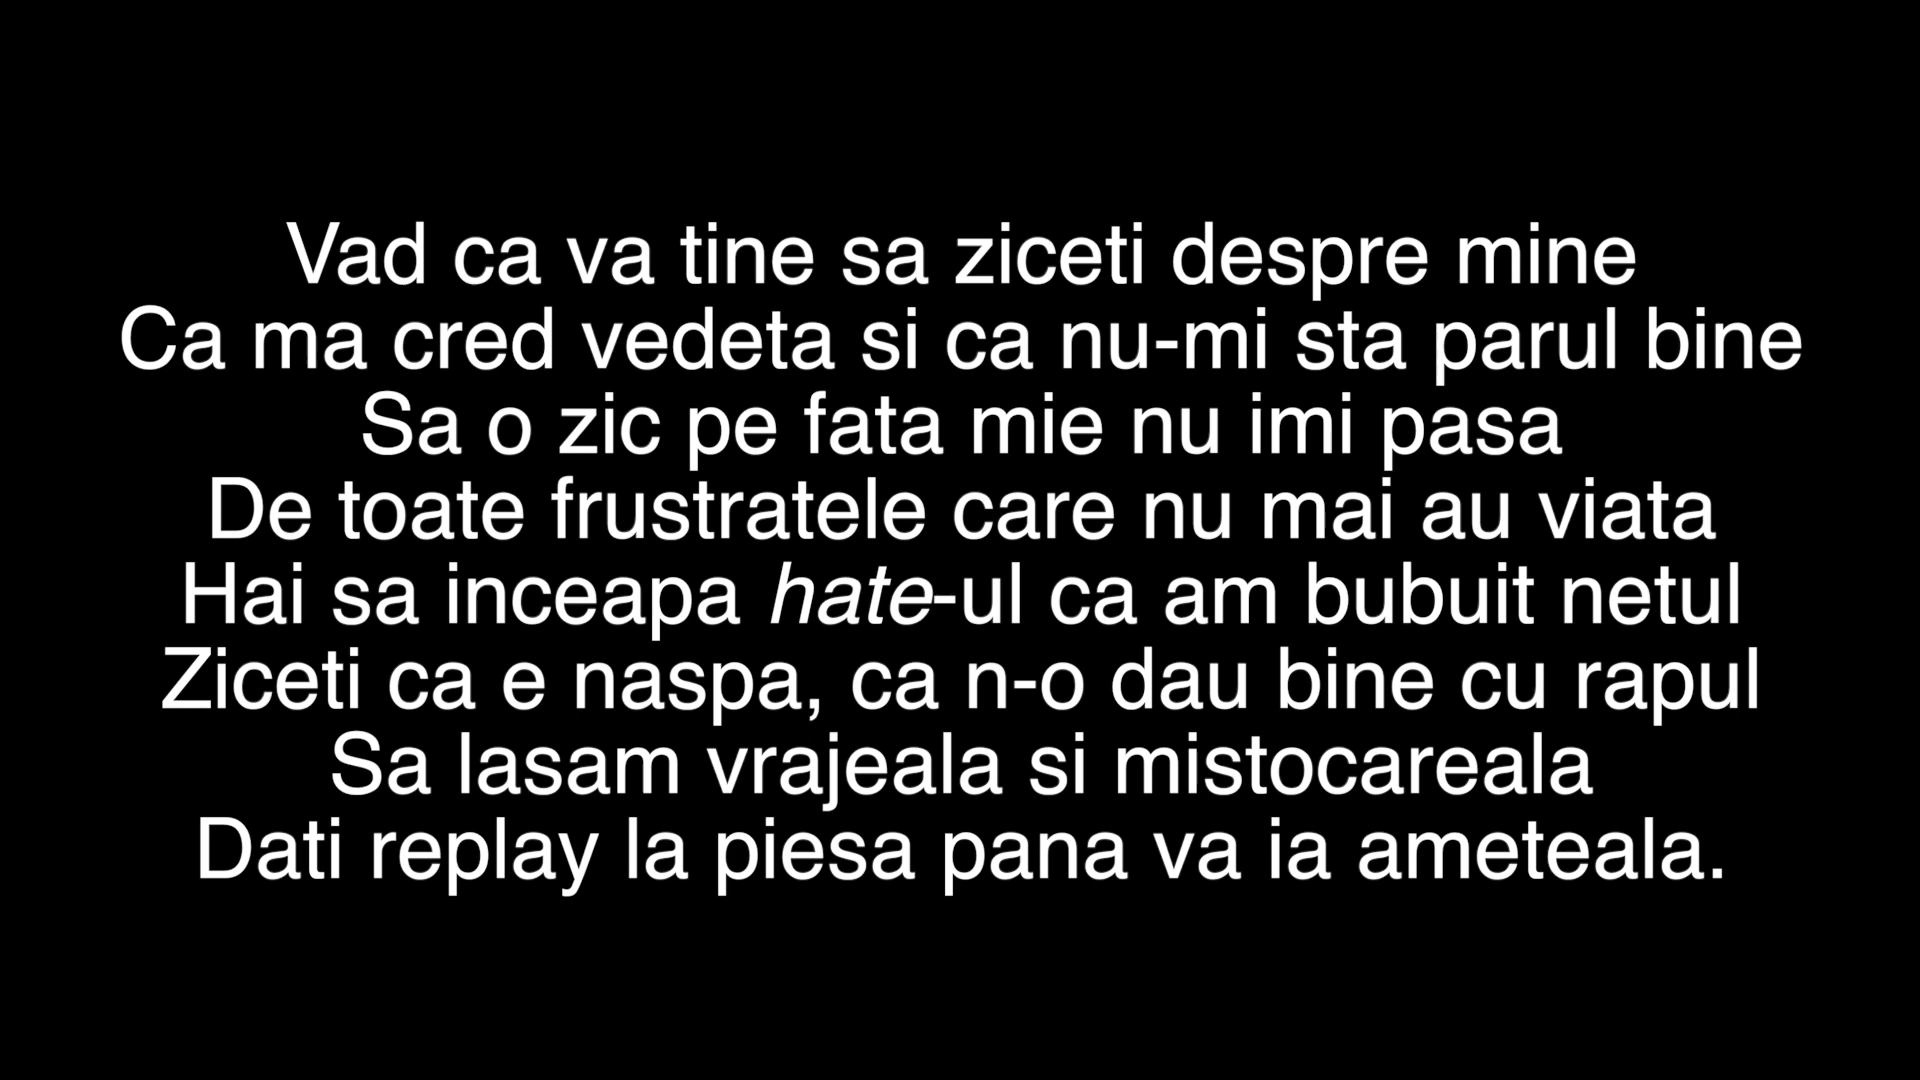 Vad ca va tine sa ziceti despre mine
Ca ma cred vedeta si ca nu-mi sta parul bine
Sa o zic pe fata mie nu imi pasa
De toate frustratele care nu mai au viata
Hai sa inceapa hate-ul ca am bubuit netul
Ziceti ca e naspa, ca n-o dau bine cu rapul
Sa lasam vrajeala si mistocareala
Dati replay la piesa pana va ia ameteala.